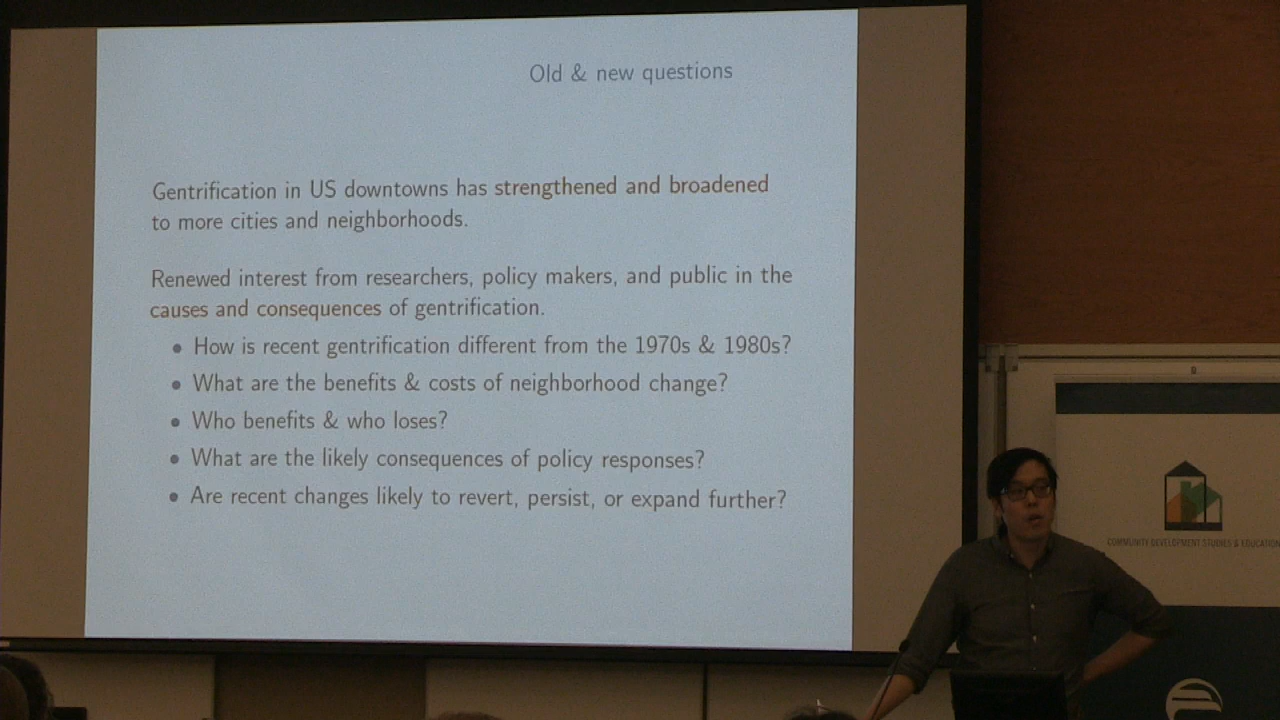 Old & new questions
Gentrification in US downtowns has strengthened and broadened
to more cities and neighborhoods.
Renewed interest from researchers, policy makers, and public in the
causes and consequences of gentrification.
• How is recent gentrification different from the 1970s & 1980s?
• What are the benefits & costs of neighborhood change?
• Who benefits & who loses?
• What are the likely consequences of policy responses?
• Are recent changes likely to revert, persist, or expand further?
COMMUNITY DEVELOPMENT STUDIES & EDUCATION